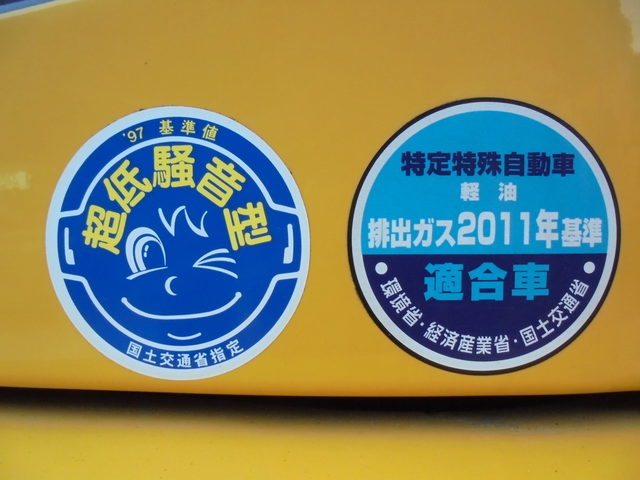 '97 基準値
超低騒音型
国土交通省指定
特定特殊自動車
軽油
排出ガス2011年基準
適合車
環境省・経済産業省・国土交通省